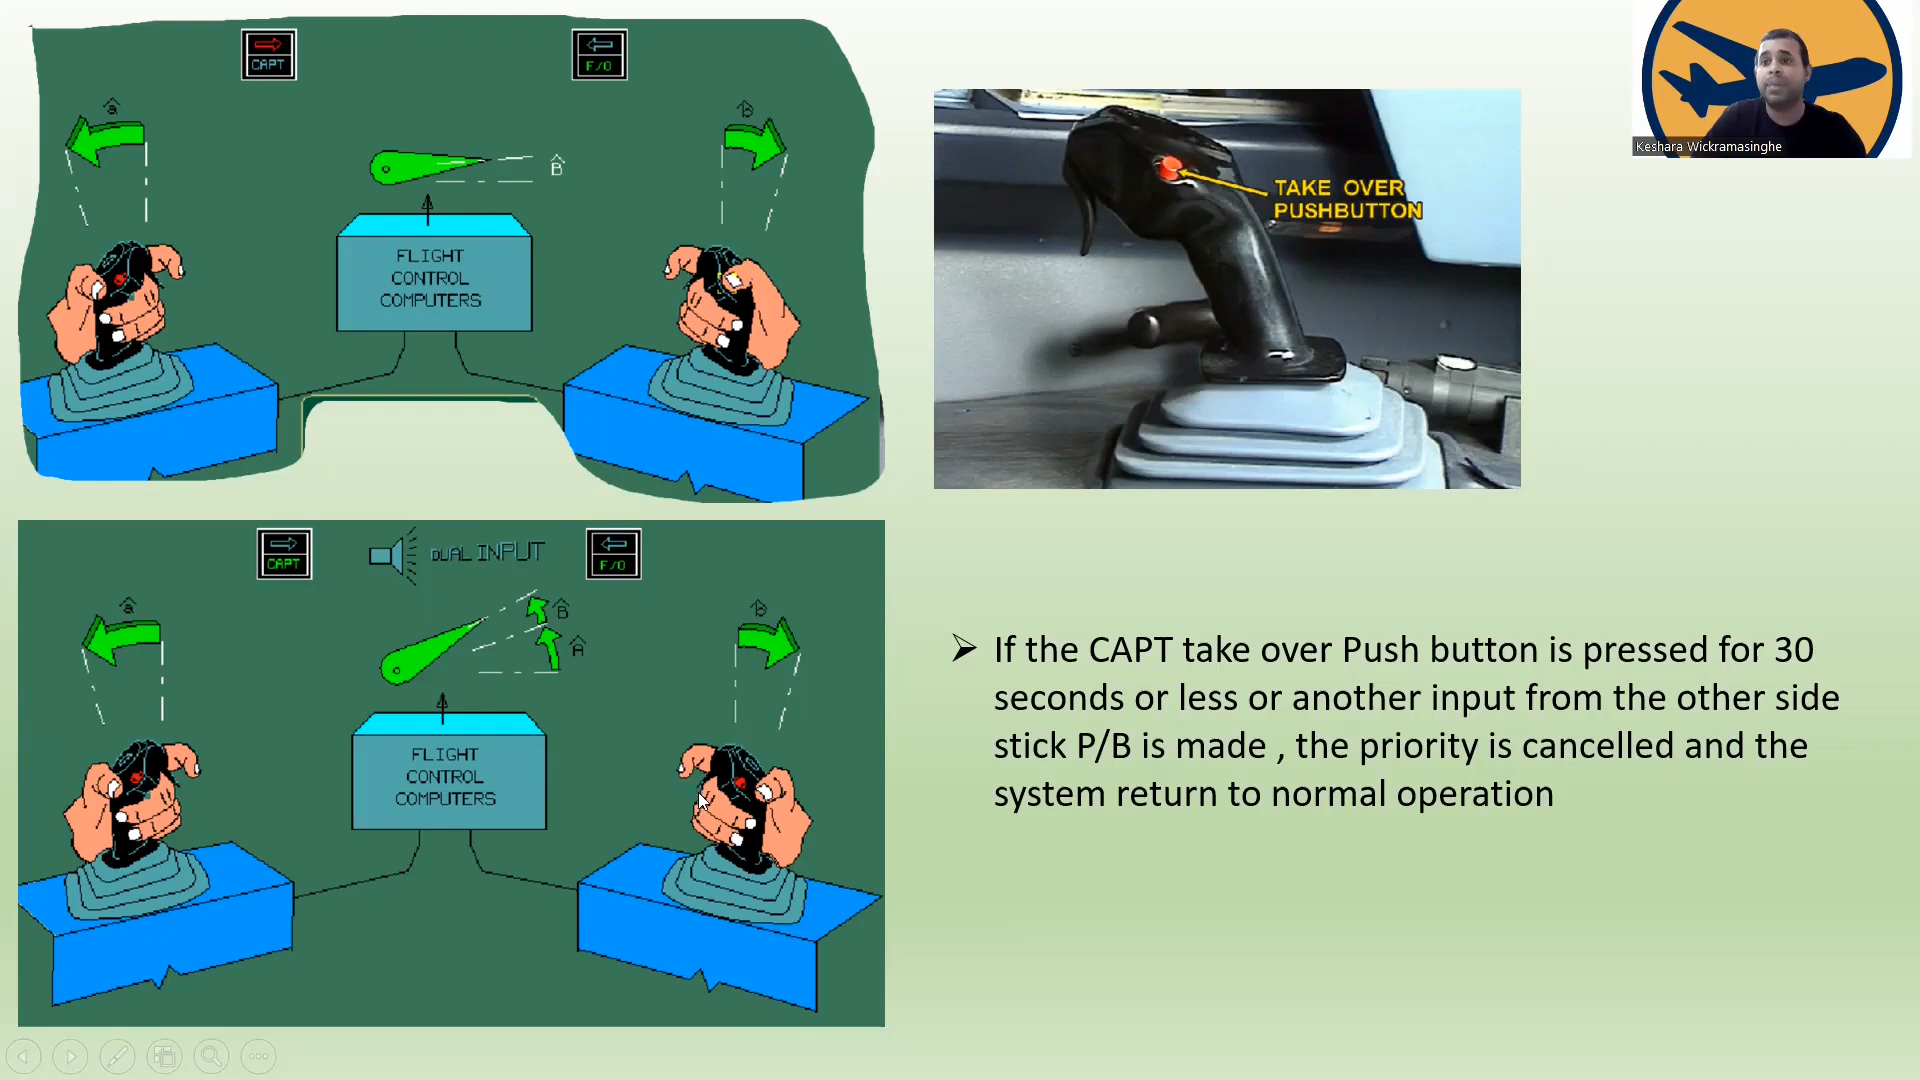 CAPT
F/O
â
b̂
B̂
FLIGHT
CONTROL
COMPUTERS
TAKE OVER
PUSHBUTTON
Keshara Wickramasinghe
CAPT
DUAL INPUT
F/O
â
b̂
B̂
Â
FLIGHT
CONTROL
COMPUTERS
If the CAPT take over Push button is pressed for 30
seconds or less or another input from the other side
stick P/B is made , the priority is cancelled and the
system return to normal operation